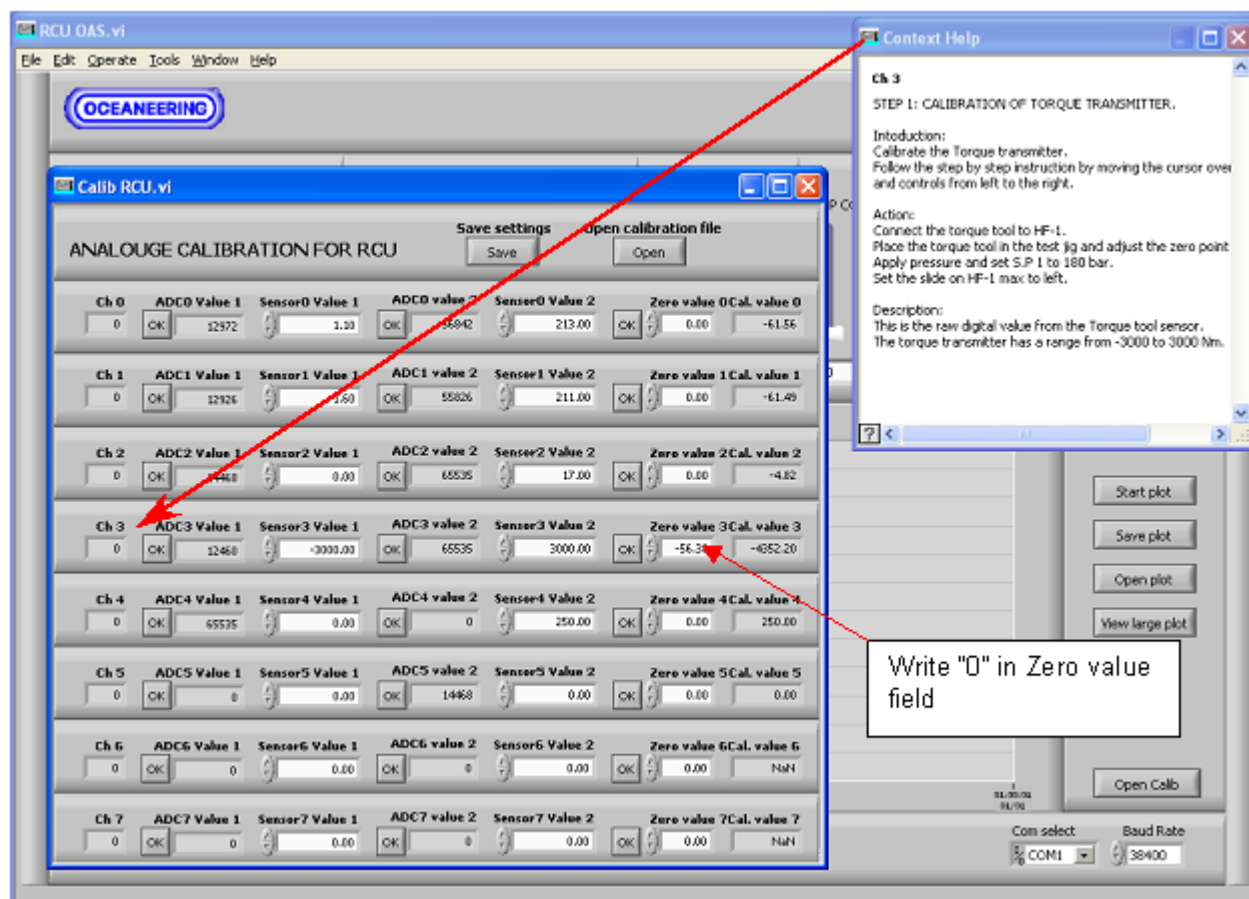 RCU OAS.vi
File Edit Operate Tools Window Help
OCEANEERING
Context Help
Ch 3
STEP 1: CALIBRATION OF TORQUE TRANSMITTER.
Intoduction:
Calibrate the Torque transmitter.
Follow the step by step instruction by moving the cursor over
and controls from left to the right.
Action:
Connect the torque tool to HF-1.
Place the torque tool in the test jig and adjust the zero point
Apply pressure and set S.P 1 to 180 bar.
Set the slide on HF-1 max to left.
Description:
This is the raw digital value from the Torque tool sensor.
The torque transmitter has a range from -3000 to 3000 Nm.
Calib RCU.vi
ANALOUGE CALIBRATION FOR RCU
Save settings Open calibration file
Save Open
Ch 0 ADC0 Value 1 Sensor0 Value 1 ADC0 value 2 Sensor0 Value 2 Zero value 0 Cal. value 0
0 OK 12972 1.10 OK 213.00 OK 0.00 -61.56
Ch 1 ADC1 Value 1 Sensor1 Value 1 ADC1 value 2 Sensor1 Value 2 Zero value 1 Cal. value 1
0 OK 12926 1.60 OK 55826 211.00 OK 0.00 -61.49
Ch 2 ADC2 Value 1 Sensor2 Value 1 ADC2 value 2 Sensor2 Value 2 Zero value 2 Cal. value 2
0 OK 0.00 OK 65535 17.00 OK 0.00 -4.82
Ch 3 ADC3 Value 1 Sensor3 Value 1 ADC3 value 2 Sensor3 Value 2 Zero value 3 Cal. value 3
0 OK 12460 -3000.00 OK 65535 3000.00 OK -4352.20
Ch 4 ADC4 Value 1 Sensor4 Value 1 ADC4 value 2 Sensor4 Value 2 Zero value 4 Cal. value 4
0 OK 65535 0.00 OK 0 250.00 OK 0.00 250.00
Ch 5 ADC5 Value 1 Sensor5 Value 1 ADC5 value 2 Sensor5 Value 2 Zero value 5 Cal. value 5
0 OK 0 0.00 OK 14468 0.00 OK 0.00 0.00
Ch 6 ADC6 Value 1 Sensor6 Value 1 ADC6 value 2 Sensor6 Value 2 Zero value 6 Cal. value 6
0 OK 0 0.00 OK 0 0.00 OK 0.00 NaN
Ch 7 ADC7 Value 1 Sensor7 Value 1 ADC7 value 2 Sensor7 Value 2 Zero value 7 Cal. value 7
0 OK 0 0.00 OK 0 0.00 OK 0.00 NaN
Start plot
Save plot
Open plot
View large plot
Write "0" in Zero value
field
Open Calib
Com select Baud Rate
COM1 38400